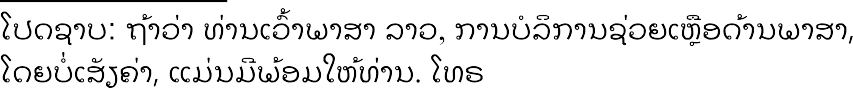 ໂປດຊາບ: ຖ້າວ່າ ທ່ານເວົ້າພາສາ ລາວ, ການບໍລິການຊ່ວຍເຫຼືອດ້ານພາສາ,
ໂດຍບໍ່ເສັຽຄ່າ, ແມ່ນມີພ້ອມໃຫ້ທ່ານ. ໂທຣ